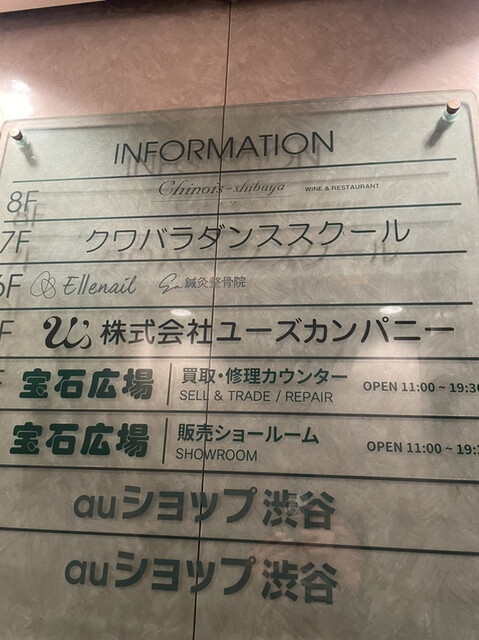 INFORMATION
8F Chinois-shibuya WINE & RESTAURANT
7F クワバラダンススクール
6F Ellenail 鍼灸整骨院
F 株式会社ユーズカンパニー
宝石広場 買取・修理カウンター OPEN 11:00 ~ 19:30
SELL & TRADE / REPAIR
宝石広場 販売ショールーム OPEN 11:00 ~ 19:
SHOWROOM
auショップ渋谷
auショップ渋谷